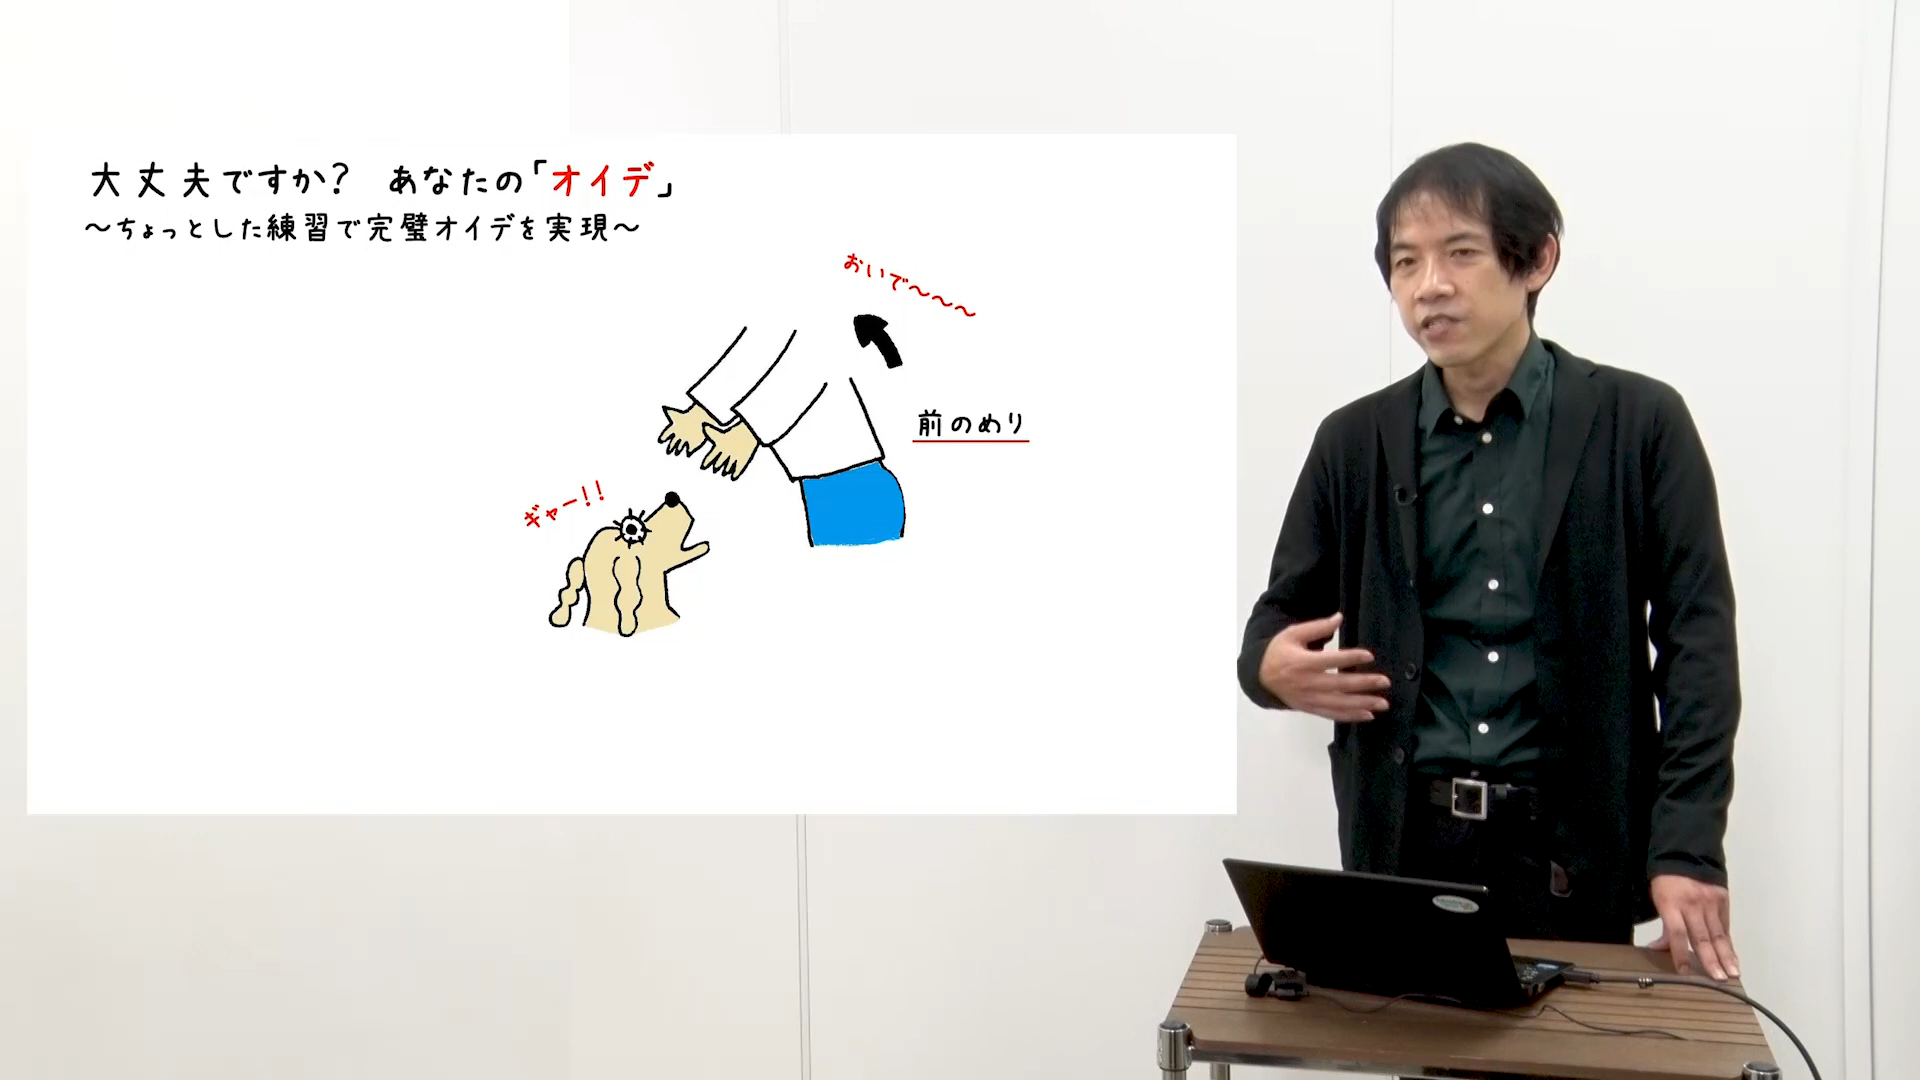 大丈夫ですか？　あなたの「オイデ」
～ちょっとした練習で完璧オイデを実現～
おいで～～～
前のめり
ギャー!!